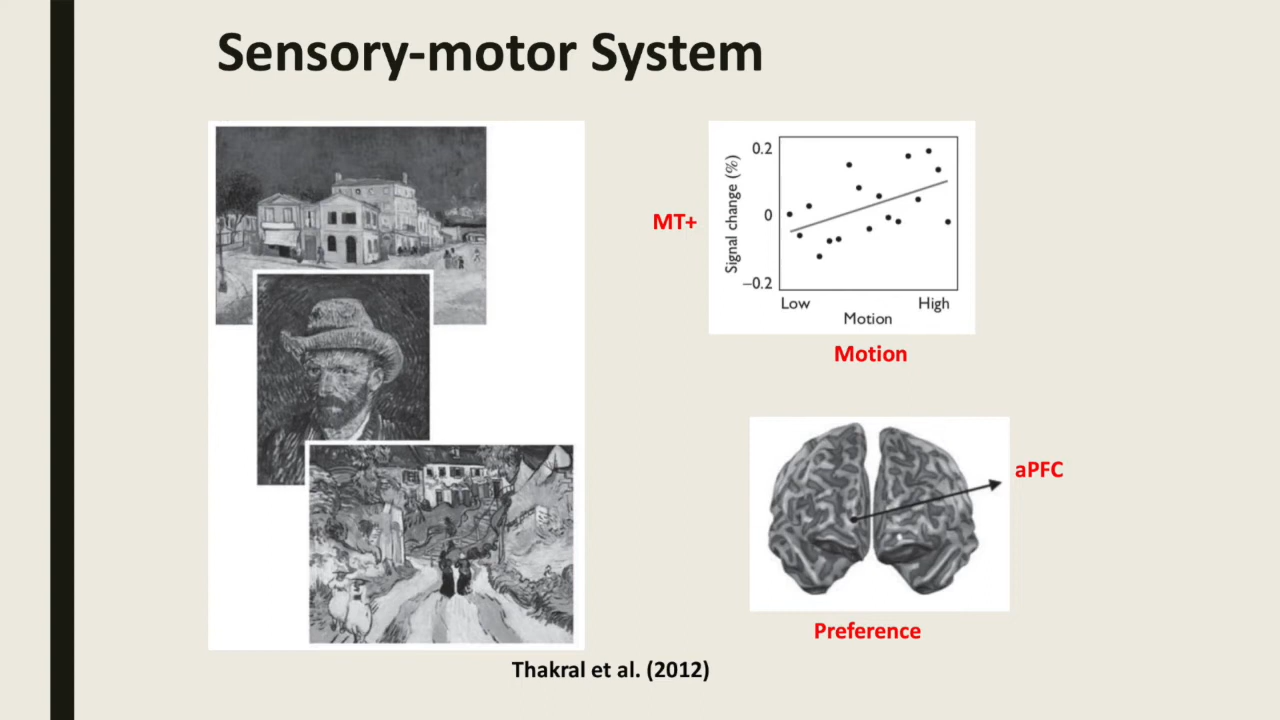 Sensory-motor System
MT+
Signal change (%)
0.2
0
−0.2
Low
High
Motion
Motion
aPFC
Preference
Thakral et al. (2012)